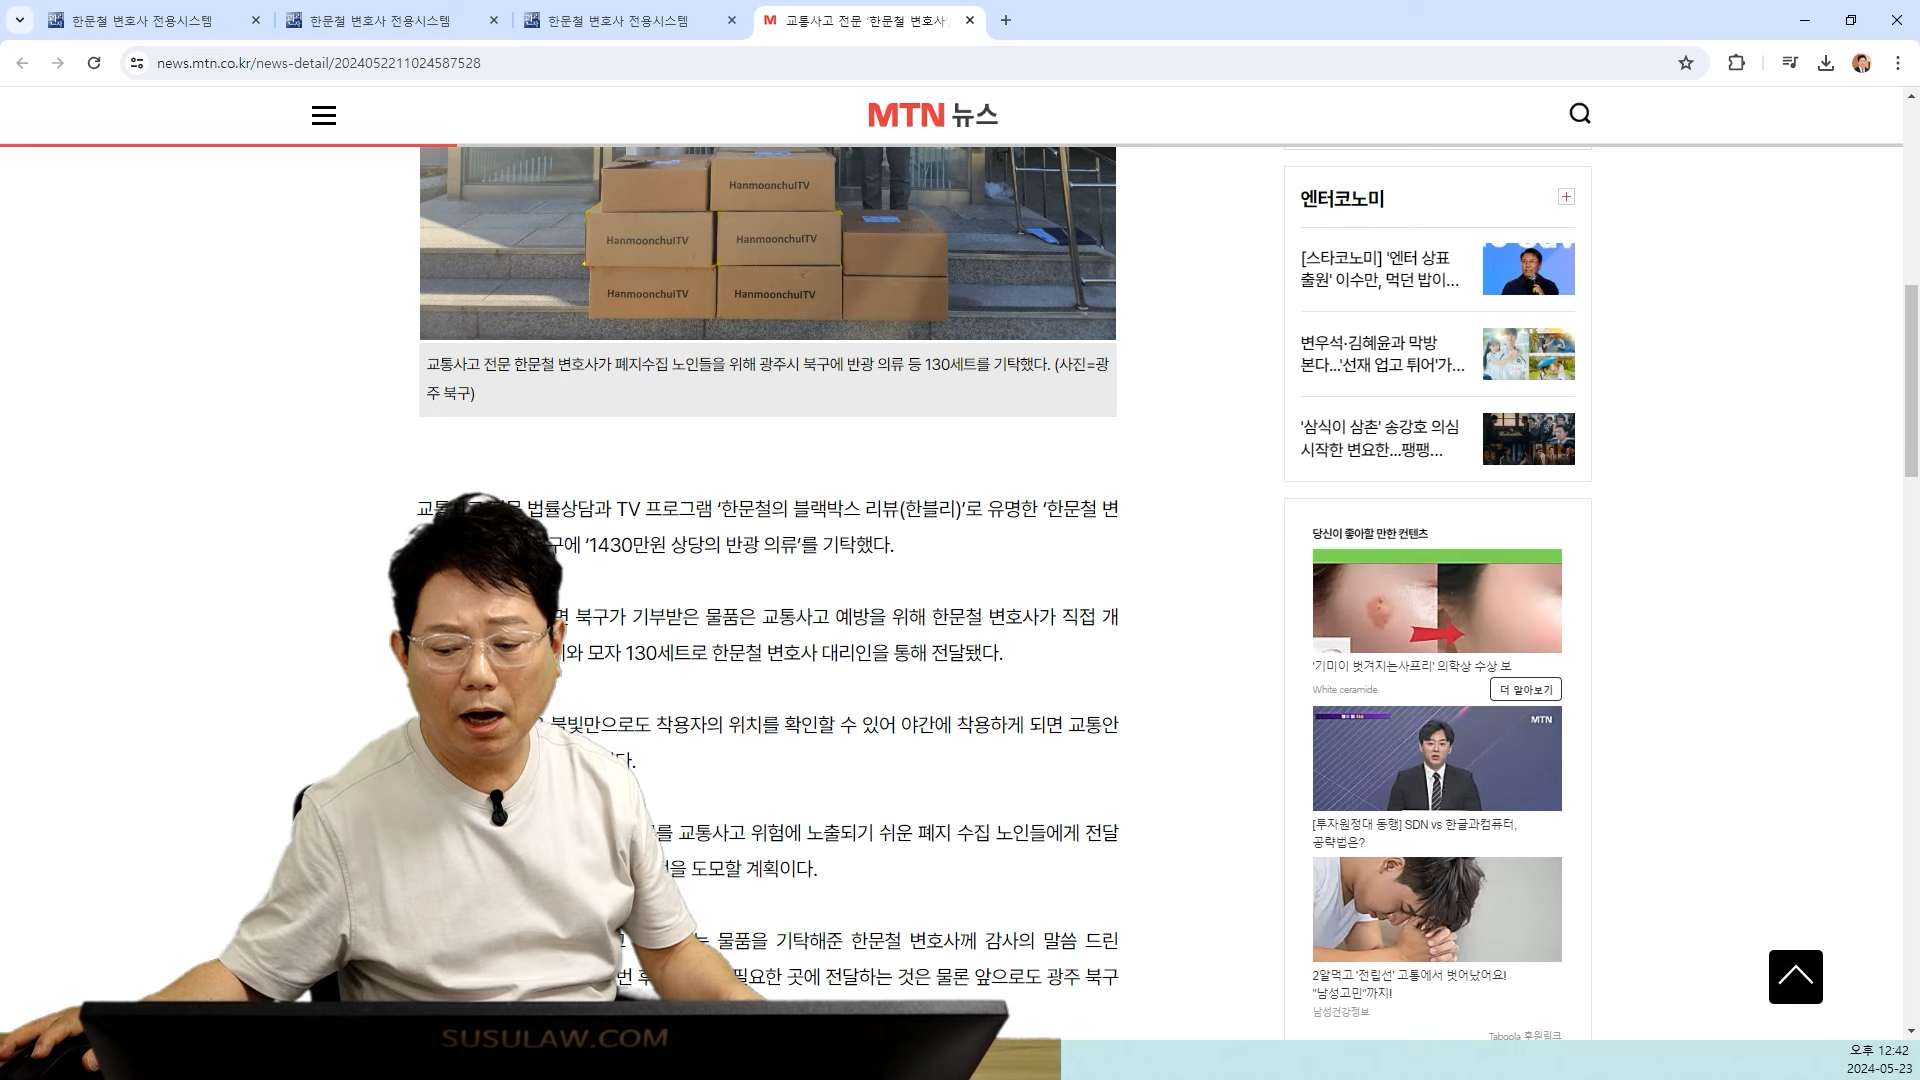 한문철 변호사 전용시스템
한문철 변호사 전용시스템
한문철 변호사 전용시스템
M 교통사고 전문 '한문철 변호사'
news.mtn.co.kr/news-detail/2024052211024587528
MTN 뉴스
HanmoonchulTV
HanmoonchulTV
HanmoonchulTV
HanmoonchulTV
HanmoonchulTV
교통사고 전문 한문철 변호사가 폐지수집 노인들을 위해 광주시 북구에 반광 의류 등 130세트를 기탁했다. (사진=광
주 북구)
법률상담과 TV 프로그램 '한문철의 블랙박스 리뷰(한블리)'로 유명한 '한문철 변
'1430만원 상당의 반광 의류'를 기탁했다.
북구가 기부받은 물품은 교통사고 예방을 위해 한문철 변호사가 직접 개
모자 130세트로 한문철 변호사 대리인을 통해 전달됐다.
불빛만으로도 착용자의 위치를 확인할 수 있어 야간에 착용하게 되면 교통안
다.
를 교통사고 위험에 노출되기 쉬운 폐지 수집 노인들에게 전달
을 도모할 계획이다.
물품을 기탁해준 한문철 변호사께 감사의 말씀 드린
필요한 곳에 전달하는 것은 물론 앞으로도 광주 북구
SUSULAW.COM
엔터코노미
[스타코노미] '엔터 상표
출원' 이수만, 먹던 밥이...
변우석·김혜윤과 막방
본다...'선재 업고 튀어'가...
'삼식이 삼촌' 송강호 의심
시작한 변요한...팽팽...
당신이 좋아할 만한 컨텐츠
'기미이 벗겨지는사프리' 의학상 수상 보
White ceramide
더 알아보기
MTN
[투자원정대 동행] SDN vs 한글과컴퓨터,
공략법은?
2알먹고 '전립선' 고통에서 벗어났어요!
"남성고민"까지!
남성건강정보
Taboola 후원링크
오후 12:42
2024-05-23